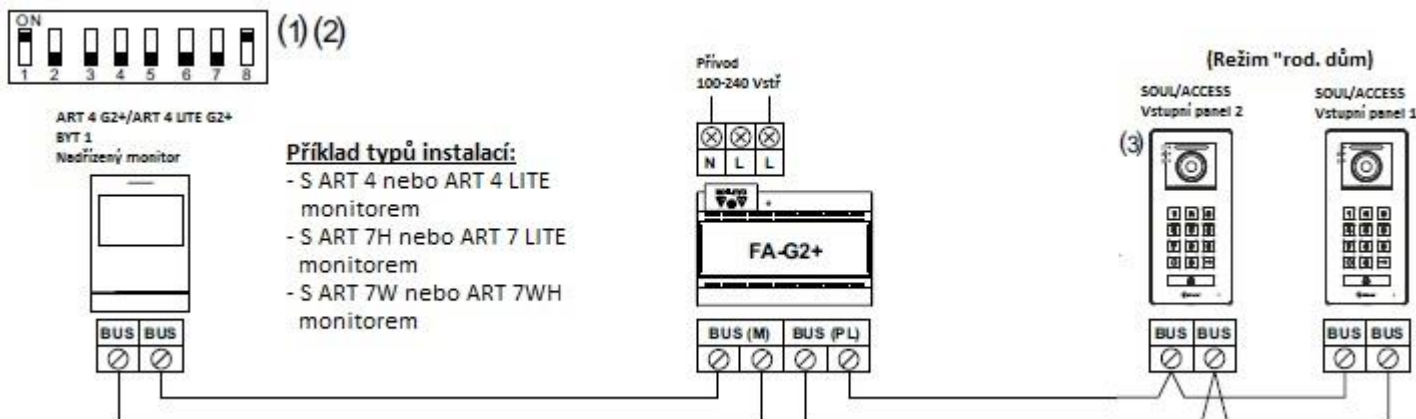 ON
1 2 3 4 5 6 7 8
(1) (2)
ART 4 G2+/ART 4 LITE G2+
BYT 1
Nadřízený monitor
BUS BUS
Příklad typů instalací:
- S ART 4 nebo ART 4 LITE
monitorem
- S ART 7H nebo ART 7 LITE
monitorem
- S ART 7W nebo ART 7WH
monitorem
Přívod
100-240 Vstř
N L L
FA-G2+
BUS (M) BUS (PL)
(Režim "rod. dům)
SOUL/ACCESS
Vstupní panel 2
(3)
BUS BUS
SOUL/ACCESS
Vstupní panel 1
BUS BUS